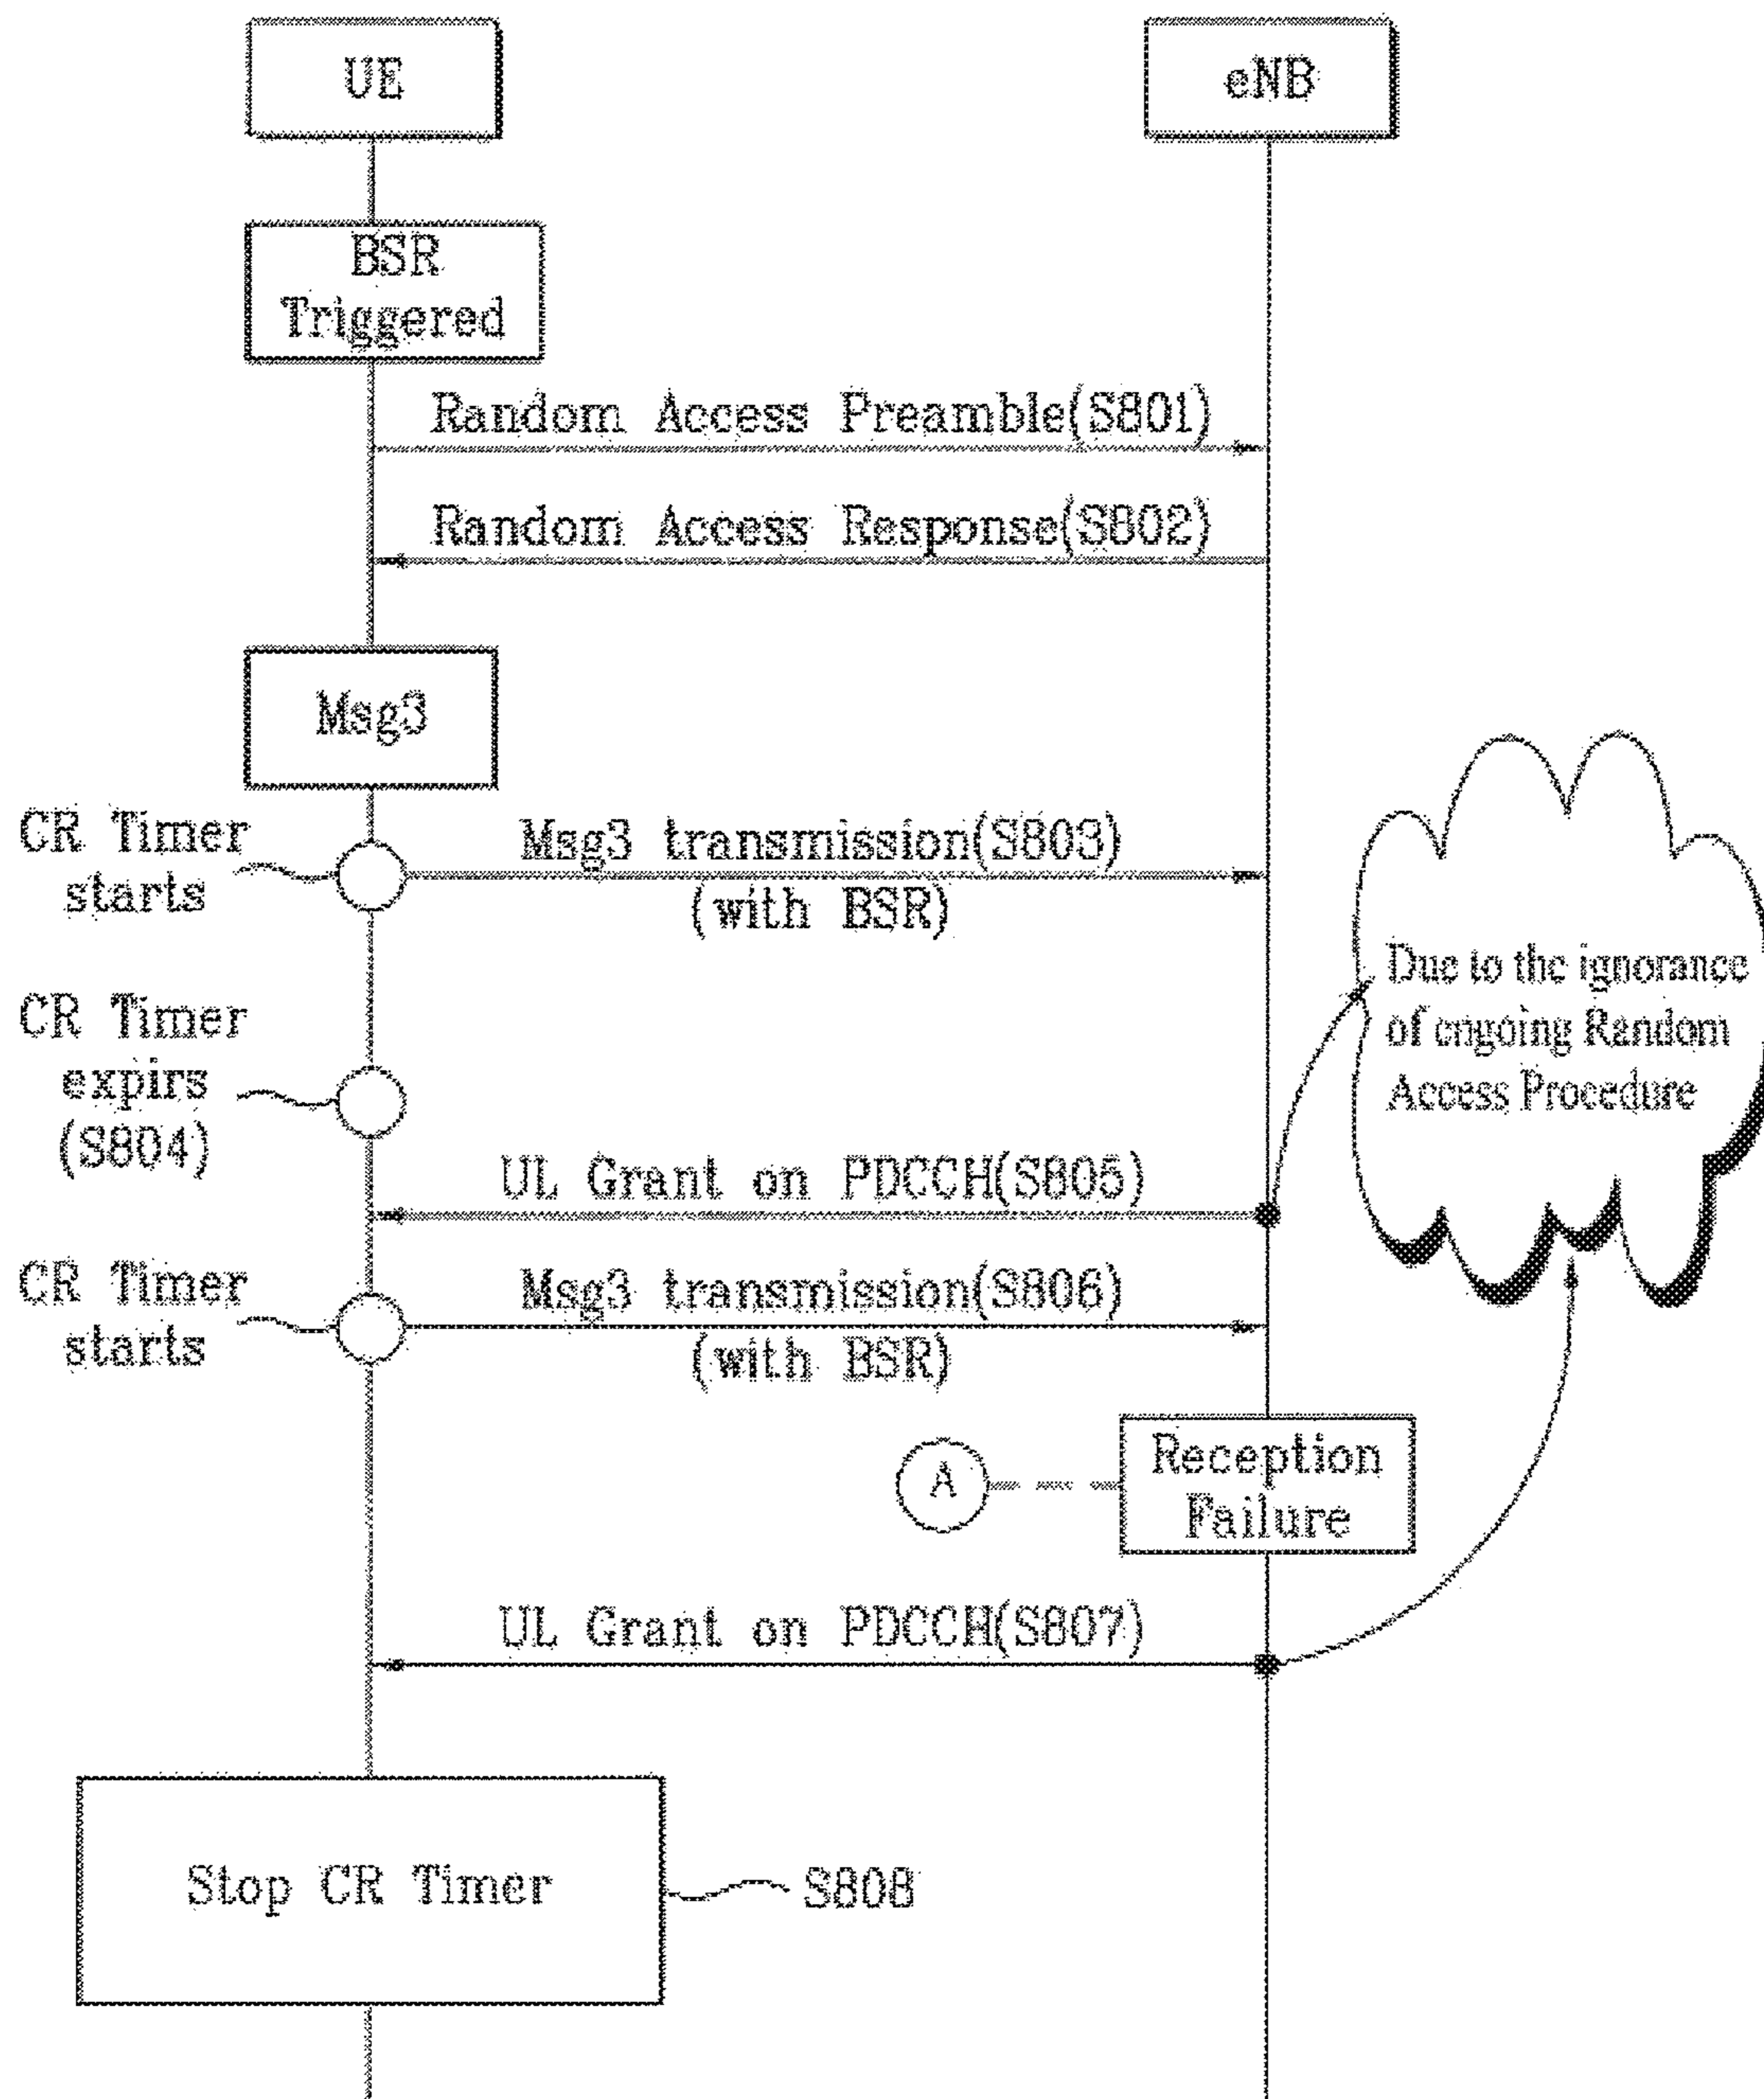 UE
eNB
BSR
Triggered
Random Access Preamble(S801)
Random Access Response(S802)
Msg3
CR Timer
starts
Msg3 transmission(S803)
(with BSR)
Due to the ignorance
of ongoing Random
Access Procedure
CR Timer
expirs
(S804)
UL Grant on PDCCH(S805)
CR Timer
starts
Msg3 transmission(S806)
(with BSR)
A
Reception
Failure
UL Grant on PDCCH(S807)
Stop CR Timer
S808